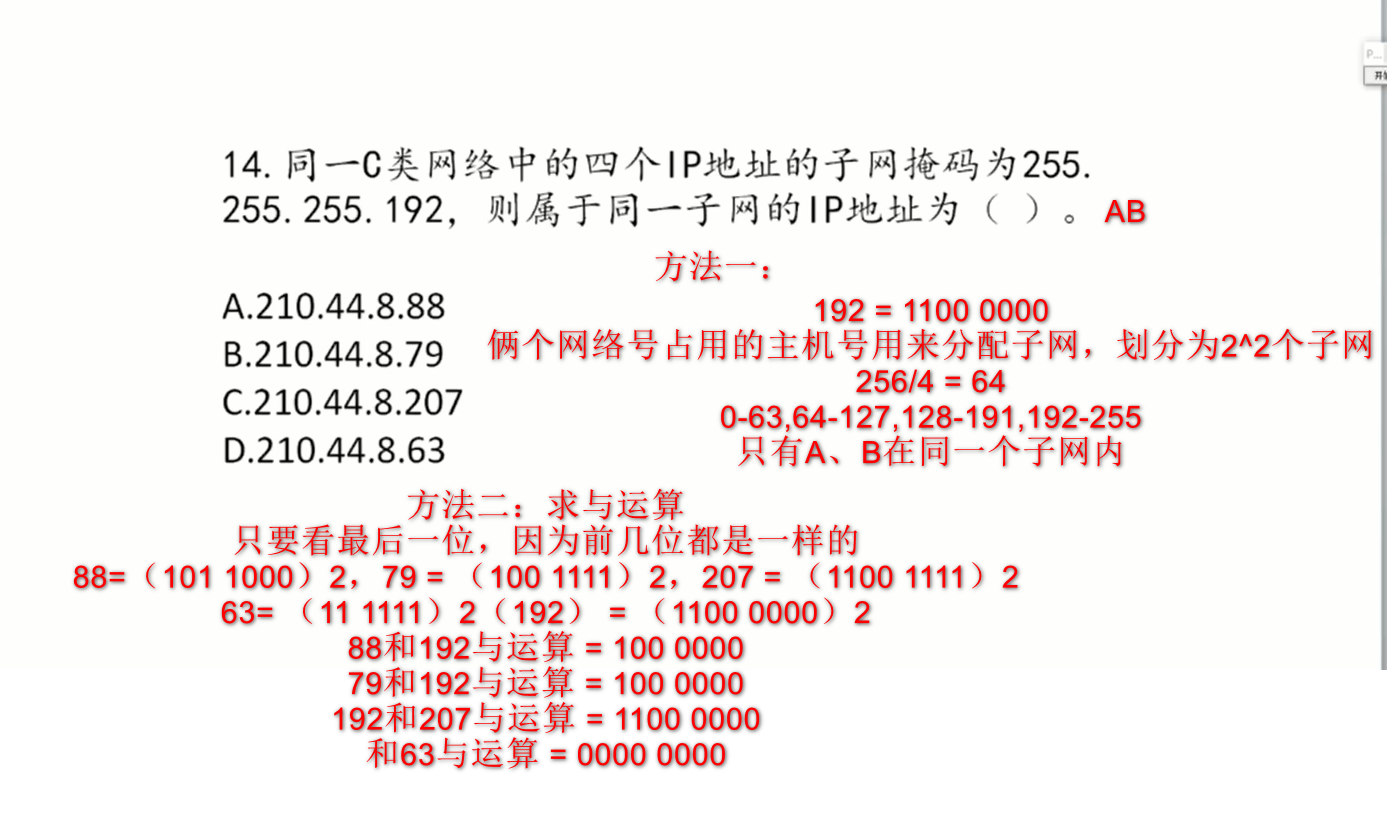 P...
14. 同一C类网络中的四个IP地址的子网掩码为255.
255. 255. 192，则属于同一子网的IP地址为（ ）。 AB
方法一：
A.210.44.8.88
B.210.44.8.79
C.210.44.8.207
D.210.44.8.63
192 = 1100 0000
俩个网络号占用的主机号用来分配子网，划分为2^2个子网
256/4 = 64
0-63,64-127,128-191,192-255
只有A、B在同一个子网内
方法二：求与运算
只要看最后一位，因为前几位都是一样的
88=（101 1000）2，79 = （100 1111）2，207 = （1100 1111）2
63= （11 1111）2（192） = （1100 0000）2
88和192与运算 = 100 0000
79和192与运算 = 100 0000
192和207与运算 = 1100 0000
和63与运算 = 0000 0000